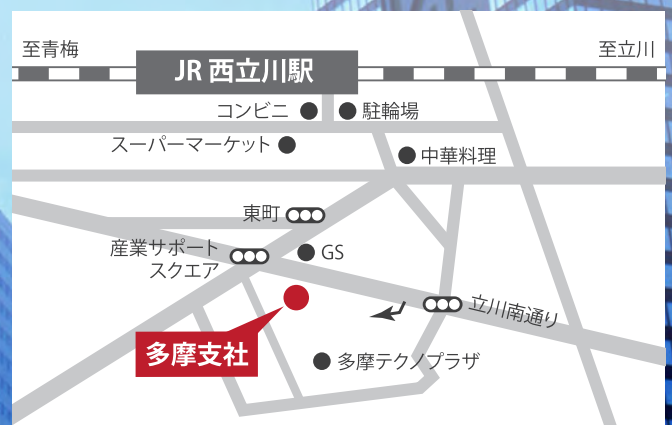 至青梅
至立川
JR 西立川駅
コンビニ
駐輪場
スーパーマーケット
中華料理
東町
産業サポート
スクエア
GS
立川南通り
多摩支社
多摩テクノプラザ